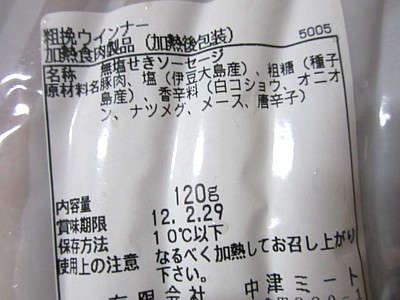 粗挽ウインナー
加熱食肉製品 (加熱後包装) 5005
名称 無塩せきソーセージ
原材料名 豚肉、塩(伊豆大島産)、粗糖(種子
島産)、香辛料(白コショウ、オニオ
ン、ナツメグ、メース、唐辛子)
内容量 120g
賞味期限 12.2.29
保存方法 10℃以下
使用上の注意 なるべく加熱してお召し上がり
下さい。
有限会社 中津ミート